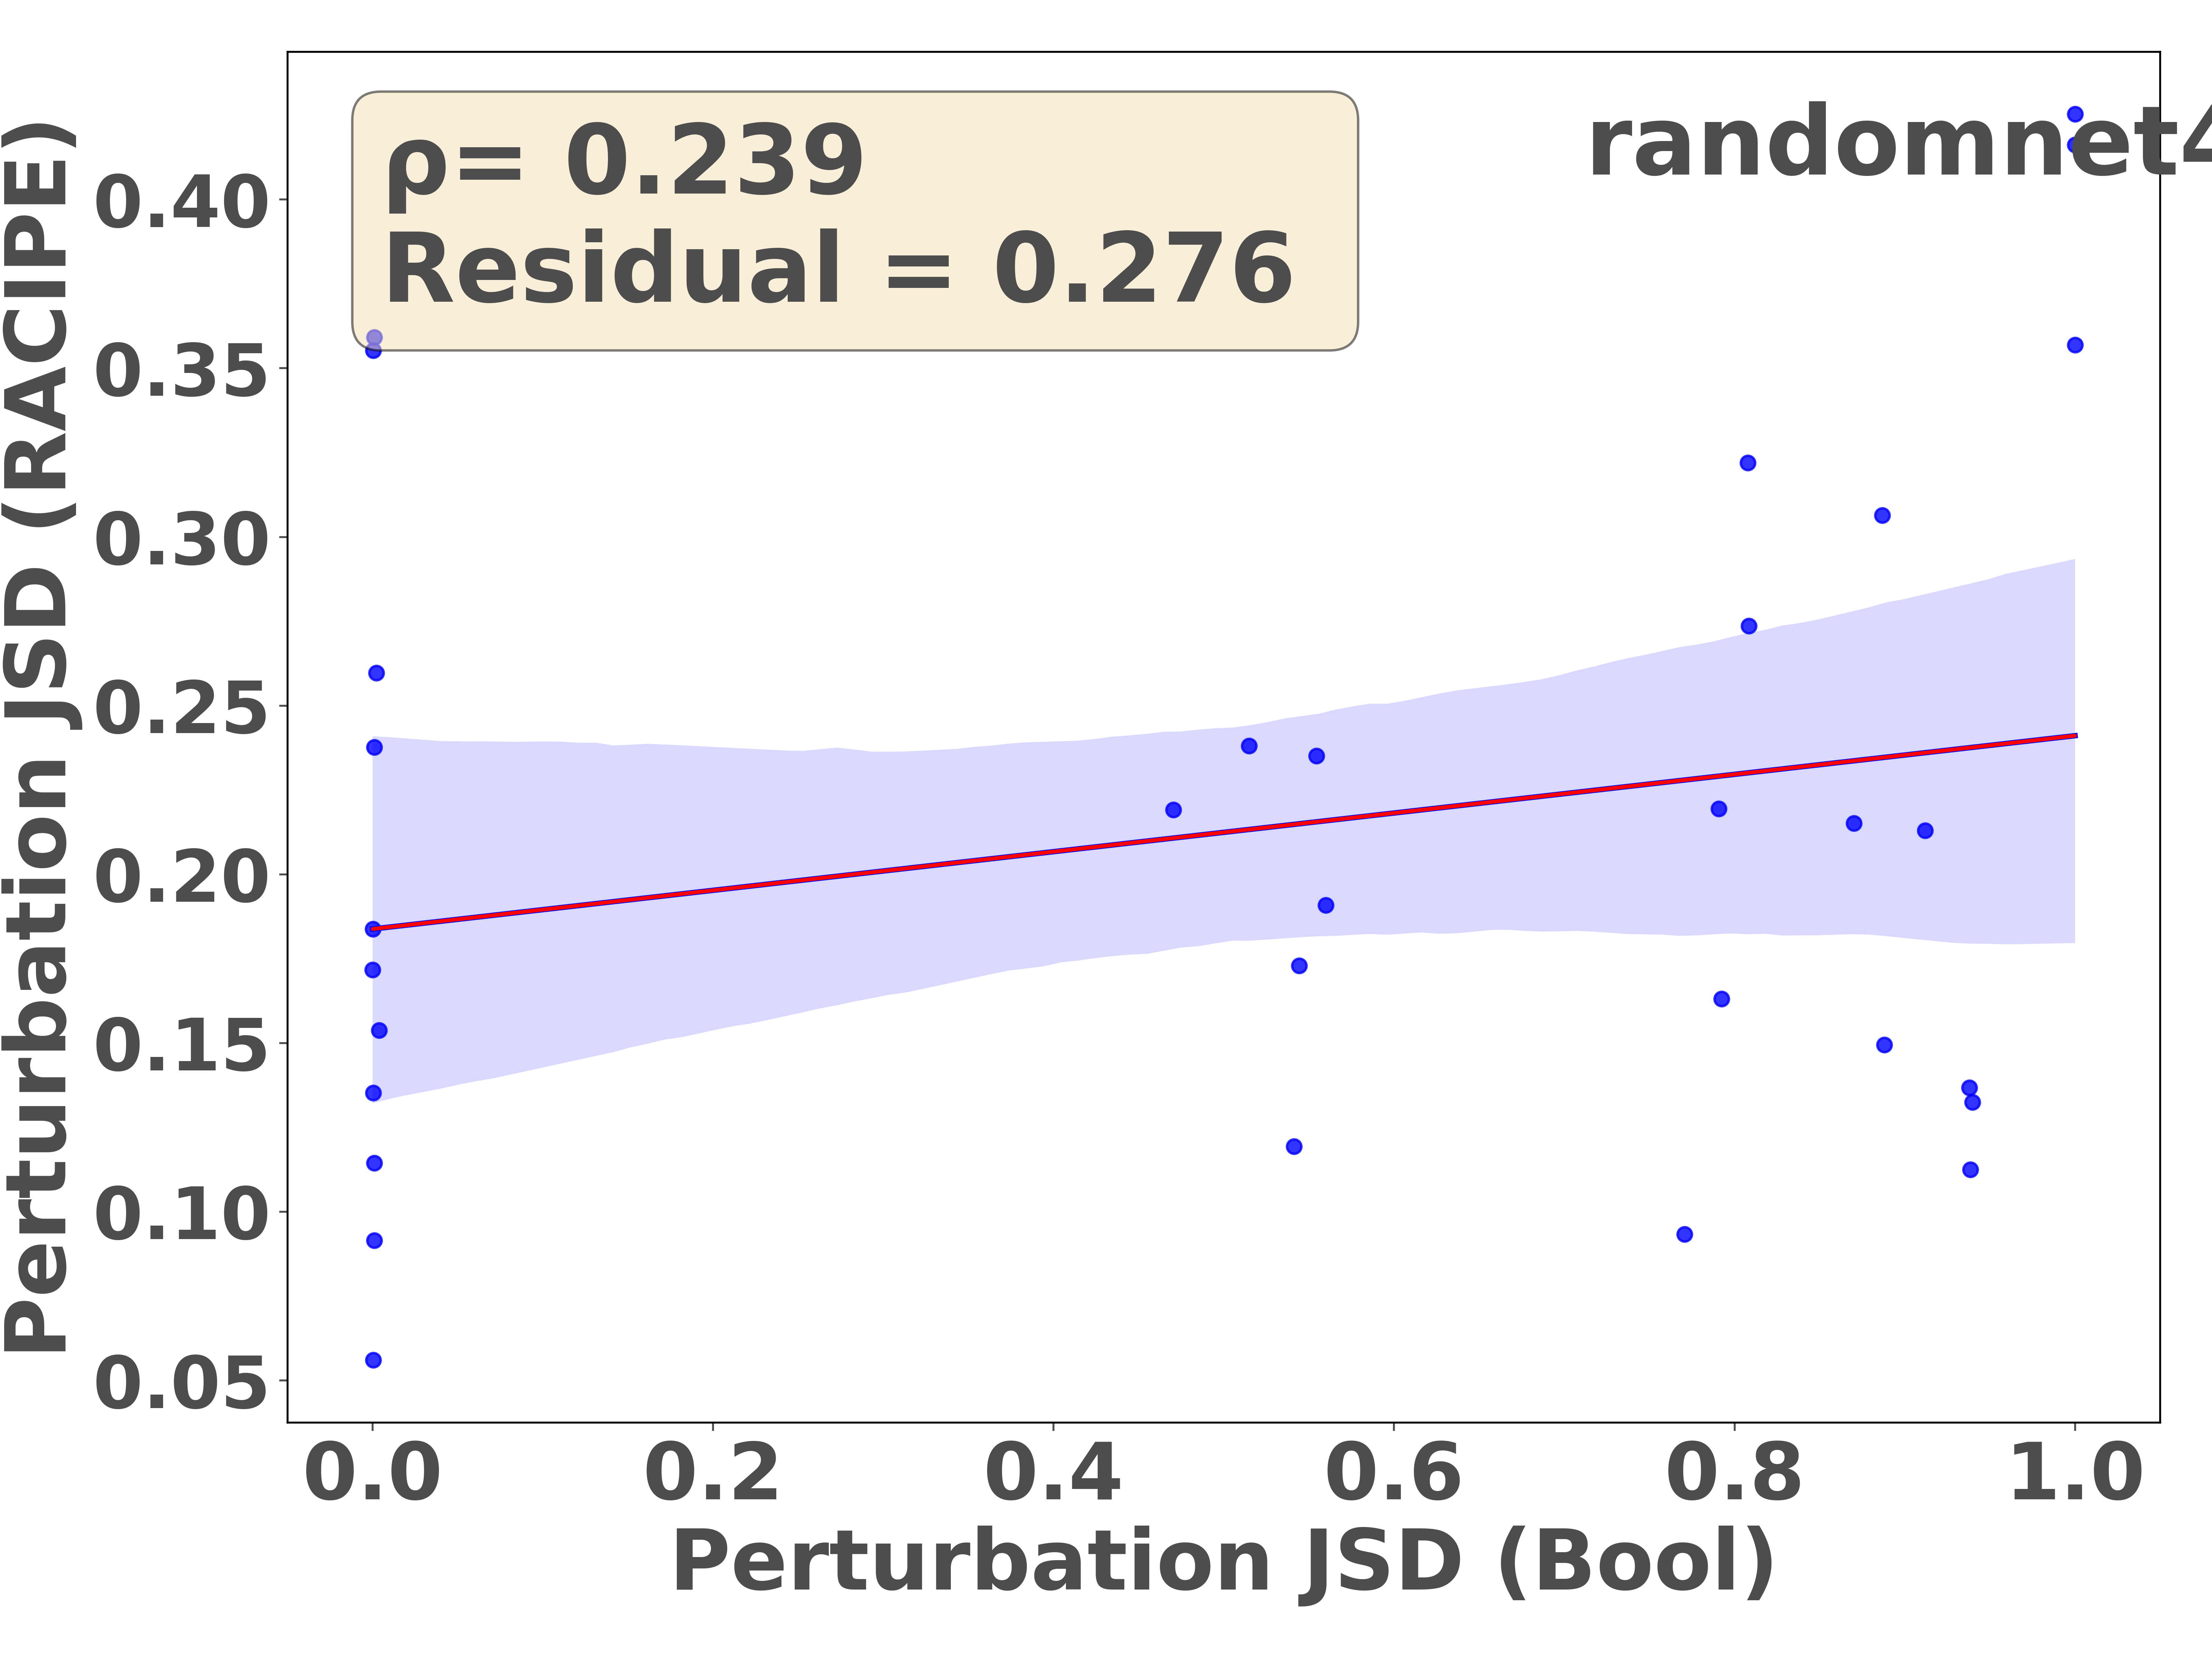 ρ= 0.239
Residual = 0.276
randomnet4
Perturbation JSD (RACIPE)
0.40
0.35
0.30
0.25
0.20
0.15
0.10
0.05
0.0 0.2 0.4 0.6 0.8 1.0
Perturbation JSD (Bool)